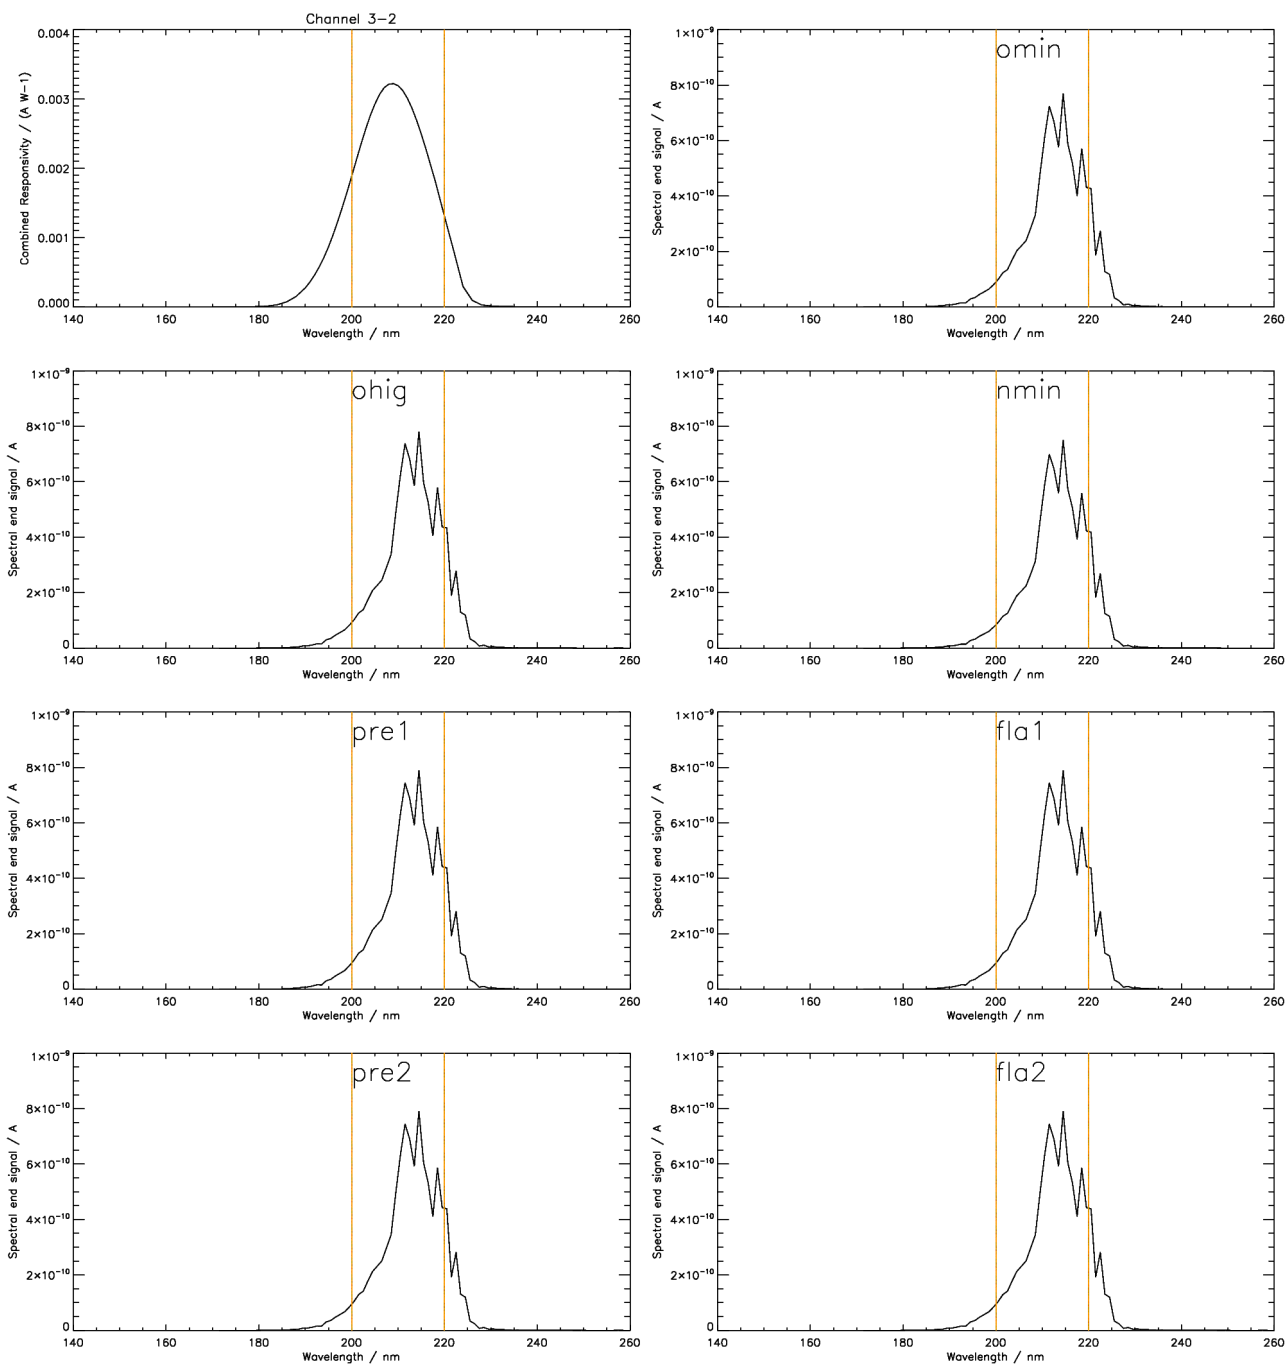 Channel 3-2
Combined Responsivity / (A W-1)
0.004
0.003
0.002
0.001
0.000
140 160 180 200 220 240 260
Wavelength / nm
omin
Spectral end signal / A
1×10-9
8×10-10
6×10-10
4×10-10
2×10-10
0
140 160 180 200 220 240 260
Wavelength / nm
ohig
Spectral end signal / A
1×10-9
8×10-10
6×10-10
4×10-10
2×10-10
0
140 160 180 200 220 240 260
Wavelength / nm
nmin
Spectral end signal / A
1×10-9
8×10-10
6×10-10
4×10-10
2×10-10
0
140 160 180 200 220 240 260
Wavelength / nm
pre1
Spectral end signal / A
1×10-9
8×10-10
6×10-10
4×10-10
2×10-10
0
140 160 180 200 220 240 260
Wavelength / nm
fla1
Spectral end signal / A
1×10-9
8×10-10
6×10-10
4×10-10
2×10-10
0
140 160 180 200 220 240 260
Wavelength / nm
pre2
Spectral end signal / A
1×10-9
8×10-10
6×10-10
4×10-10
2×10-10
0
140 160 180 200 220 240 260
Wavelength / nm
fla2
Spectral end signal / A
1×10-9
8×10-10
6×10-10
4×10-10
2×10-10
0
140 160 180 200 220 240 260
Wavelength / nm